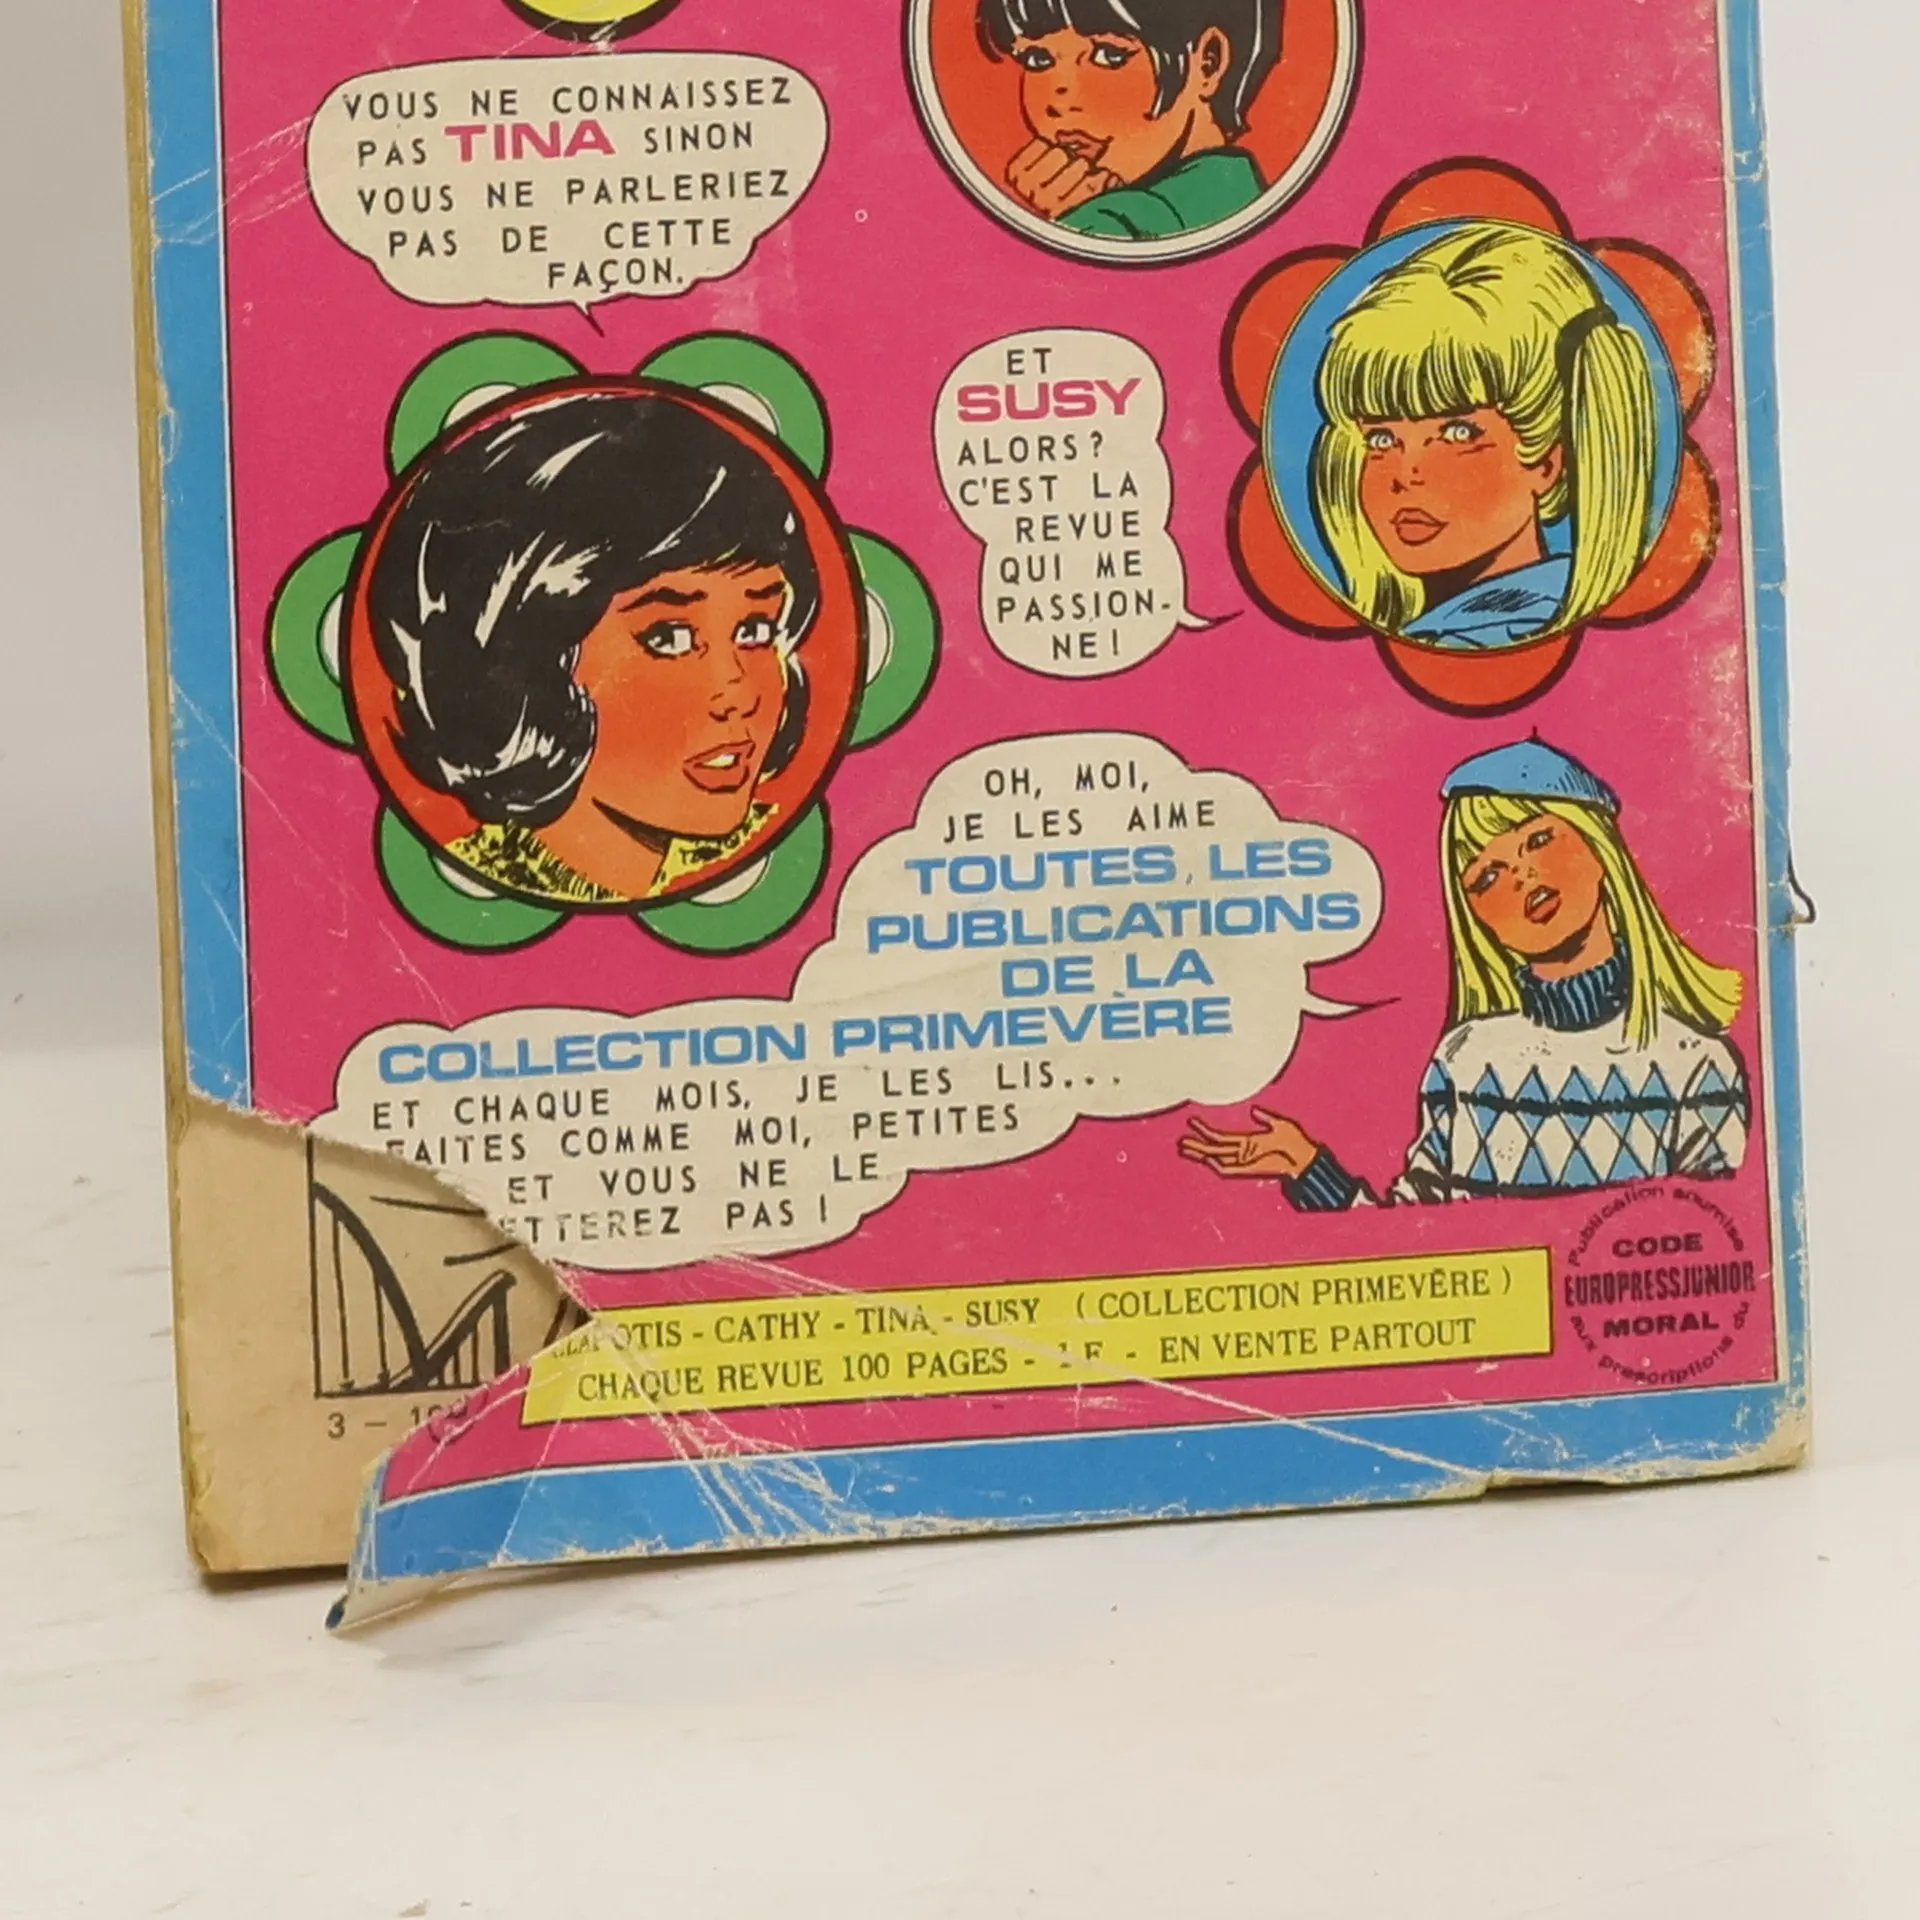 VOUS NE CONNAISSEZ
PAS TINA SINON
VOUS NE PARLERIEZ
PAS DE CETTE
FAÇON.
ET
SUSY
ALORS?
C'EST LA
REVUE
QUI ME
PASSION-
NE!
OH, MOI,
JE LES AIME
TOUTES, LES
PUBLICATIONS
DE LA
COLLECTION PRIMEVÈRE
ET CHAQUE MOIS, JE LES LIS...
FAITES COMME MOI, PETITES
ET VOUS NE LE
ETTEREZ PAS!
CATHY - TINA - SUSY (COLLECTION PRIMEVÈRE)
CHAQUE REVUE 100 PAGES - 1 F - EN VENTE PARTOUT
Publication soumise
CODE
EUROPRESSJUNIOR
MORAL
aux prescriptions du
3 -